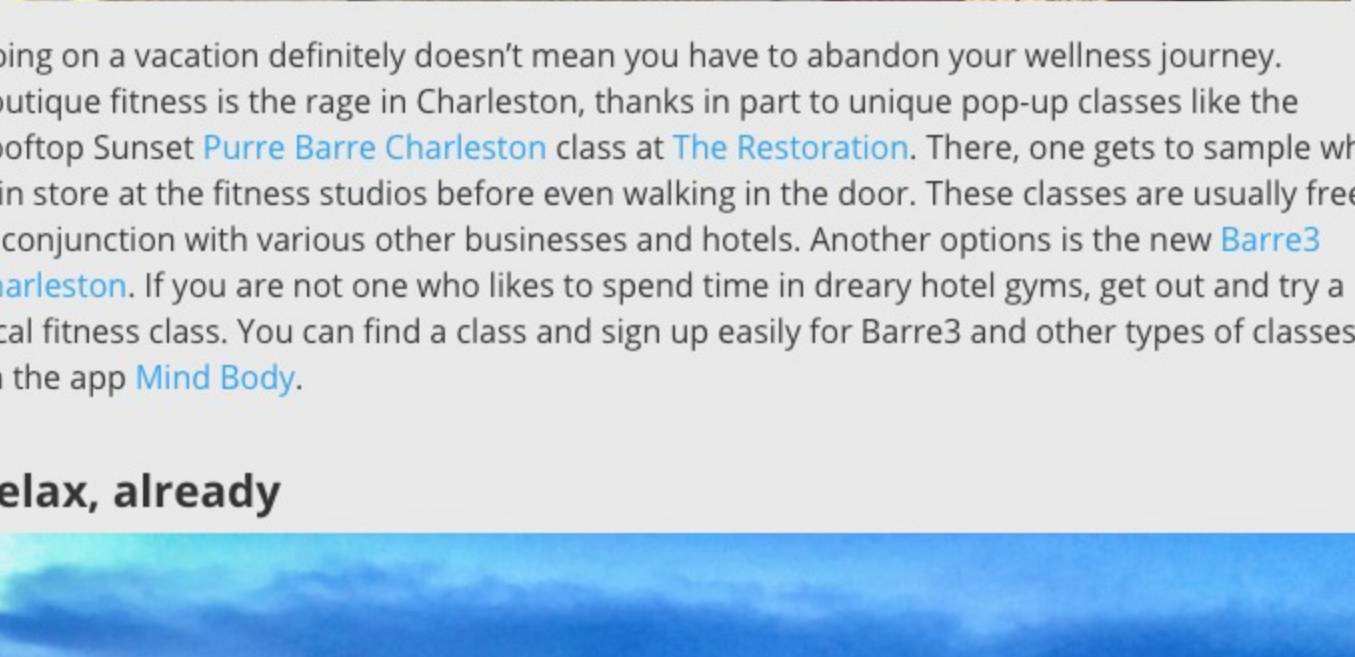 oing on a vacation definitely doesn't mean you have to abandon your wellness journey.
outique fitness is the rage in Charleston, thanks in part to unique pop-up classes like the
ooftop Sunset Purre Barre Charleston class at The Restoration. There, one gets to sample wh
in store at the fitness studios before even walking in the door. These classes are usually free
conjunction with various other businesses and hotels. Another options is the new Barre3
harleston. If you are not one who likes to spend time in dreary hotel gyms, get out and try a
cal fitness class. You can find a class and sign up easily for Barre3 and other types of classes
n the app Mind Body.
elax, already